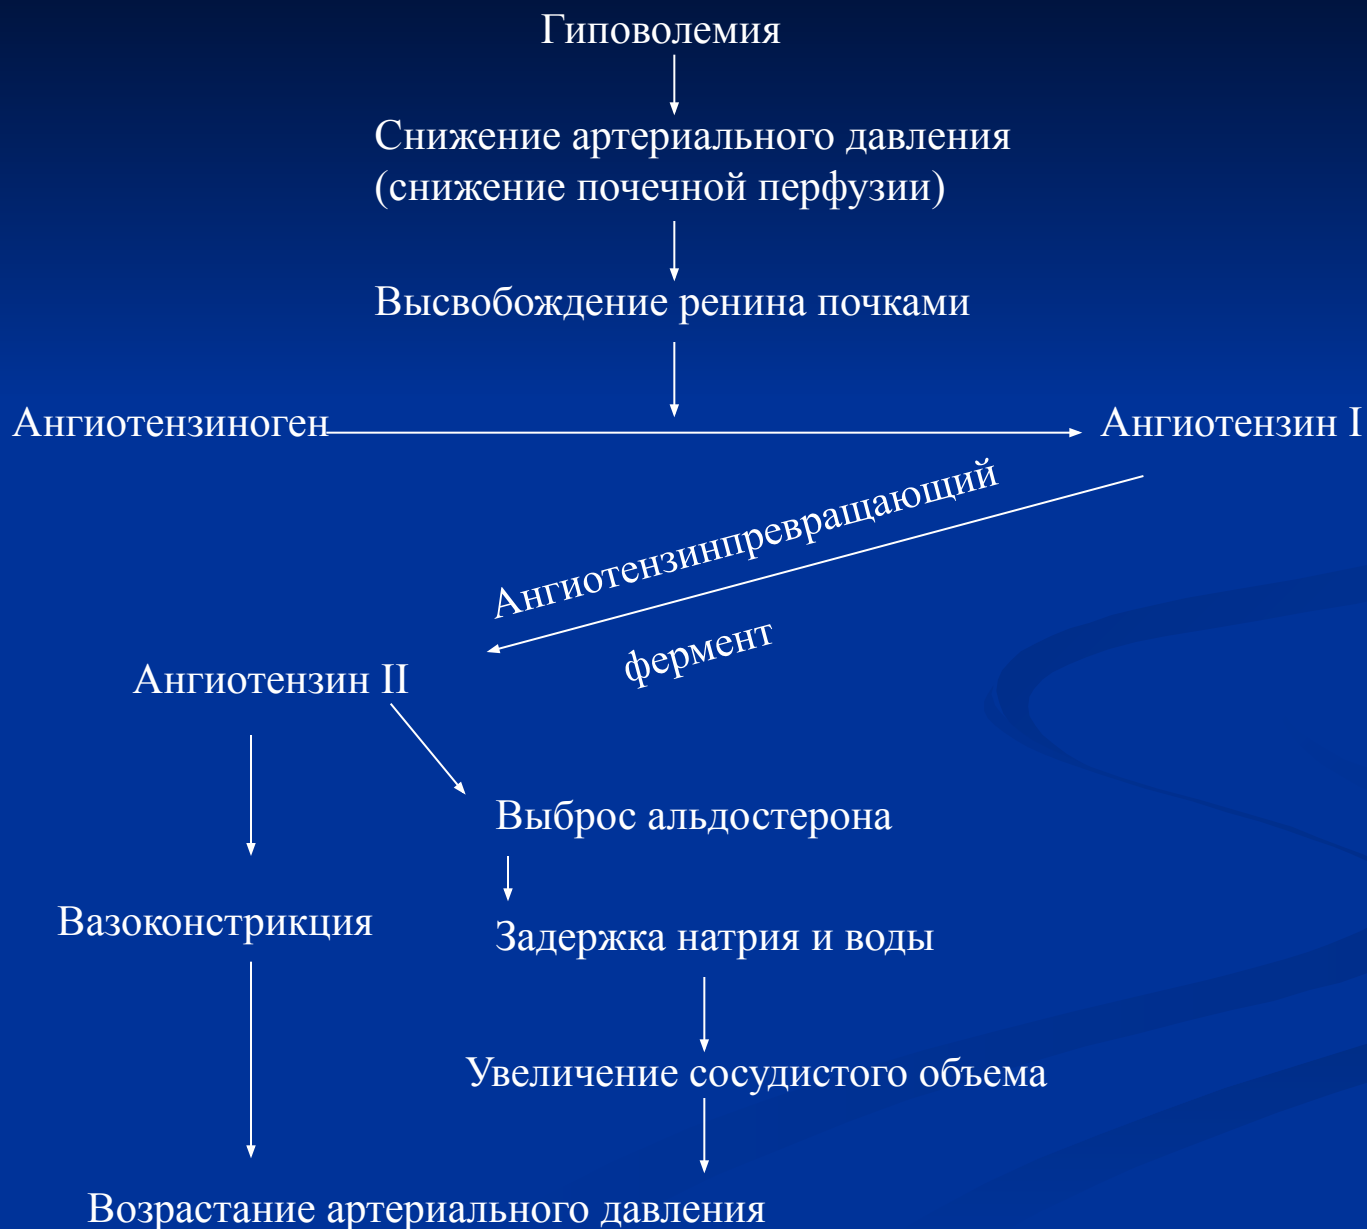 Гиповолемия
Снижение артериального давления
(снижение почечной перфузии)
Высвобождение ренина почками
Ангиотензиноген
Ангиотензин I
Ангиотензинпревращающий
фермент
Ангиотензин II
Выброс альдостерона
Вазоконстрикция
Задержка натрия и воды
Увеличение сосудистого объема
Возрастание артериального давления